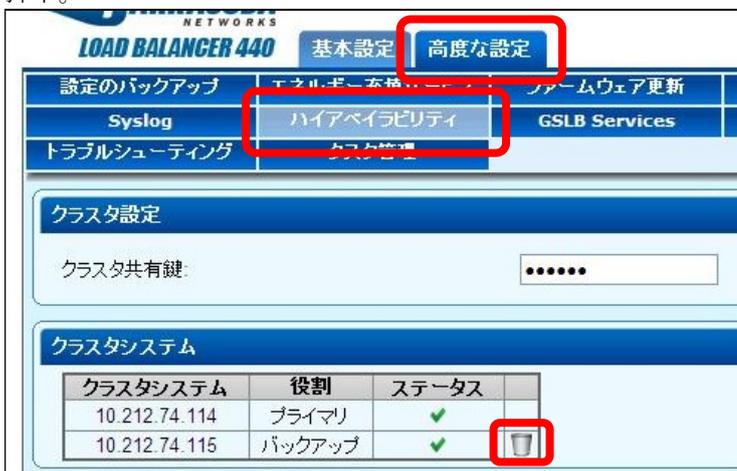 NETWORKS
LOAD BALANCER 440 基本設定 高度な設定
設定のバックアップ ファームウェア更新
Syslog ハイアベイラビリティ GSLB Services
トラブルシューティング タスク管理
クラスタ設定
クラスタ共有鍵: ••••••
クラスタシステム
クラスタシステム 役割 ステータス
10.212.74.114 プライマリ
10.212.74.115 バックアップ